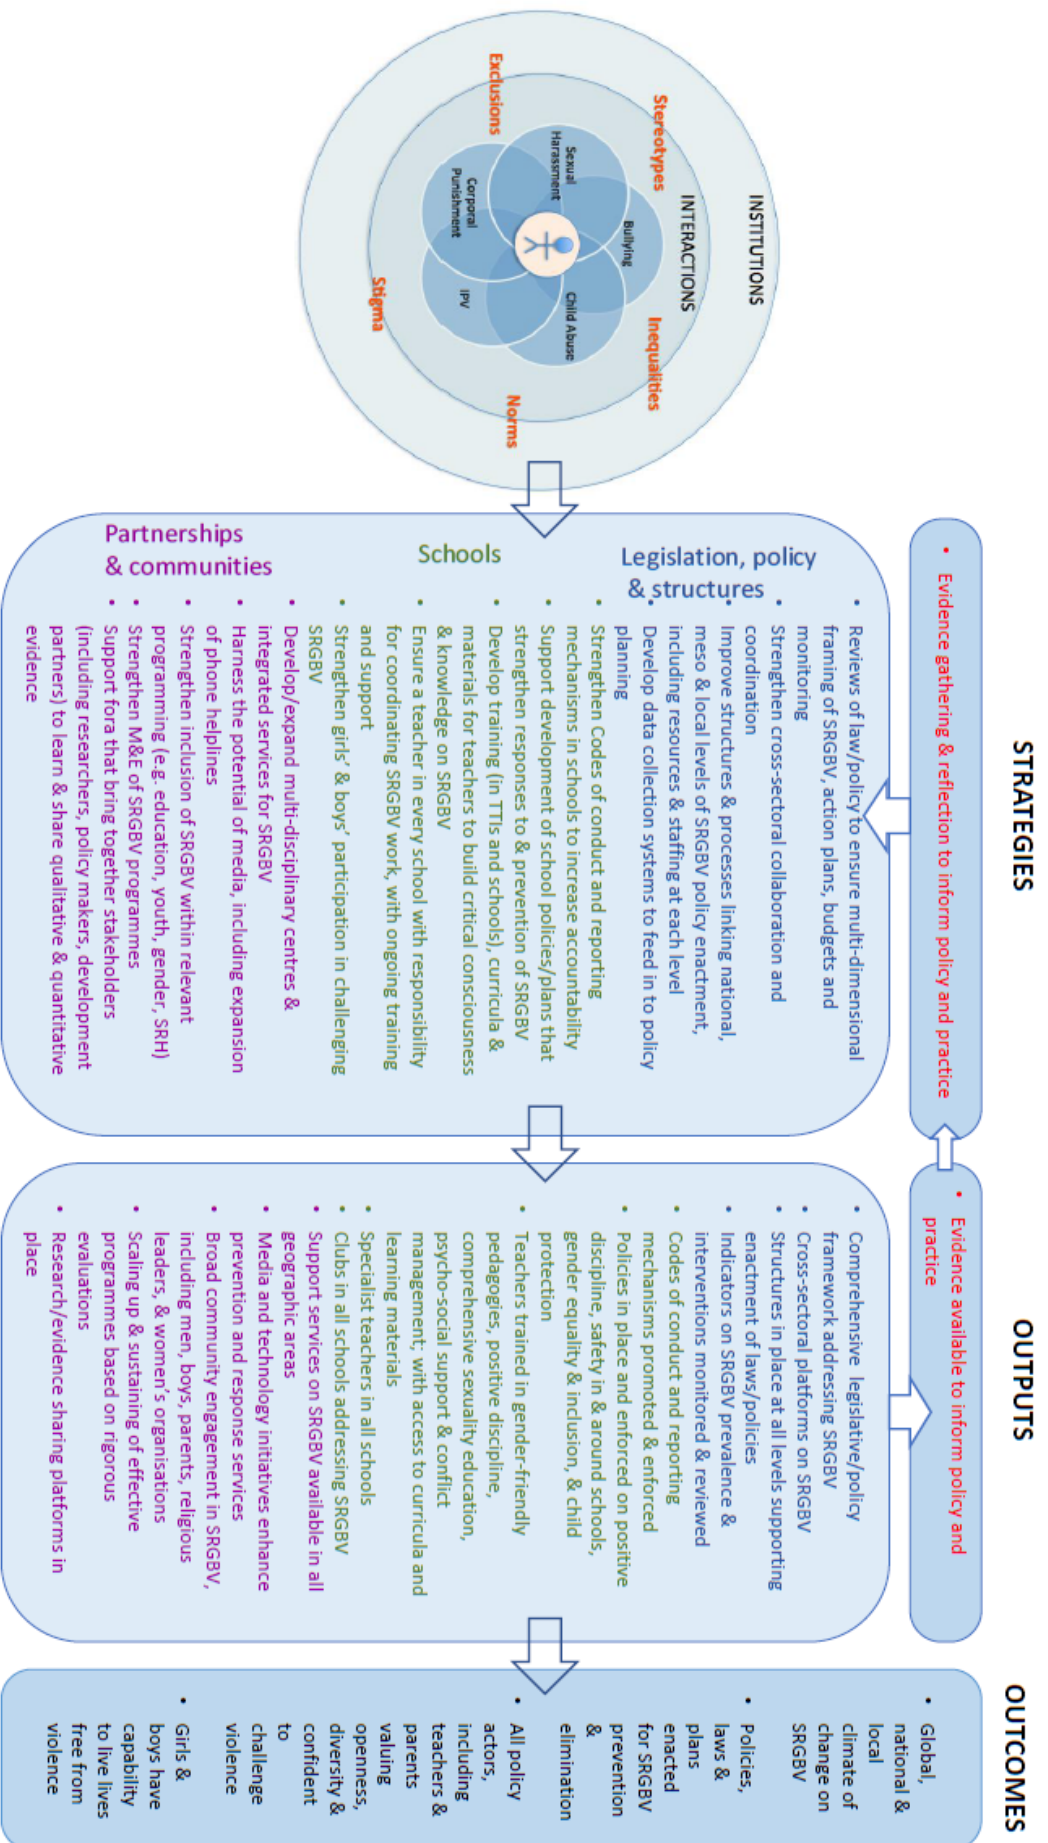 INSTITUTIONS
INTERACTIONS
Stereotypes
Inequalities
Exclusions
Norms
Stigma
Bullying
Sexual
Harassment
Child Abuse
Corporal
Punishment
IPV
STRATEGIES
• Evidence gathering & reflection to inform policy and practice
Legislation, policy
& structures
• Reviews of law/policy to ensure multi-dimensional
framing of SRGBV, action plans, budgets and
monitoring
• Strengthen cross-sectoral collaboration and
coordination
• Improve structures & processes linking national,
meso & local levels of SRGBV policy enactment,
including resources & staffing at each level
• Develop data collection systems to feed in to policy
planning
Schools
• Strengthen Codes of conduct and reporting
mechanisms in schools to increase accountability
• Support development of school policies/plans that
strengthen responses to & prevention of SRGBV
• Develop training (in TTIs and schools), curricula &
materials for teachers to build critical consciousness
& knowledge on SRGBV
• Ensure a teacher in every school with responsibility
for coordinating SRGBV work, with ongoing training
and support
• Strengthen girls' & boys' participation in challenging
SRGBV
Partnerships
& communities
• Develop/expand multi-disciplinary centres &
integrated services for SRGBV
• Harness the potential of media, including expansion
of phone helplines
• Strengthen inclusion of SRGBV within relevant
programming (e.g. education, youth, gender, SRH)
• Strengthen M&E of SRGBV programmes
• Support fora that bring together stakeholders
(including researchers, policy makers, development
partners) to learn & share qualitative & quantitative
evidence
OUTPUTS
• Evidence available to inform policy and
practice
• Comprehensive legislative/policy
framework addressing SRGBV
• Cross-sectoral platforms on SRGBV
• Structures in place at all levels supporting
enactment of laws/policies
• Indicators on SRGBV prevalence &
interventions monitored & reviewed
• Codes of conduct and reporting
mechanisms promoted & enforced
• Policies in place and enforced on positive
discipline, safety in & around schools,
gender equality & inclusion, & child
protection
• Teachers trained in gender-friendly
pedagogies, positive discipline,
comprehensive sexuality education,
psycho-social support & conflict
management; with access to curricula and
learning materials
• Specialist teachers in all schools
• Clubs in all schools addressing SRGBV
• Support services on SRGBV available in all
geographic areas
• Media and technology initiatives enhance
prevention and response services
• Broad community engagement in SRGBV,
including men, boys, parents, religious
leaders, & women's organisations
• Scaling up & sustaining of effective
programmes based on rigorous
evaluations
• Research/evidence sharing platforms in
place
OUTCOMES
• Global,
national &
local
climate of
change on
SRGBV
• Policies,
laws &
plans
enacted
for SRGBV
prevention
&
elimination
• All policy
actors,
including
teachers &
parents
valuing
openness,
diversity &
confident
to
challenge
violence
• Girls &
boys have
capability
to live lives
free from
violence